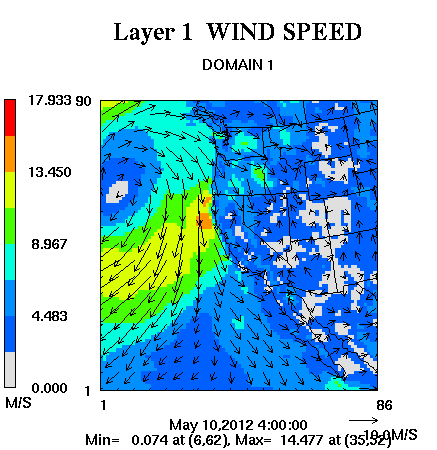 Layer 1 WIND SPEED
DOMAIN 1
17.933
90
13.450
8.967
4.483
0.000
1
M/S
1
86
May 10,2012 4:00:00
10.0M/S
Min= 0.074 at (6,62), Max= 14.477 at (35,52)